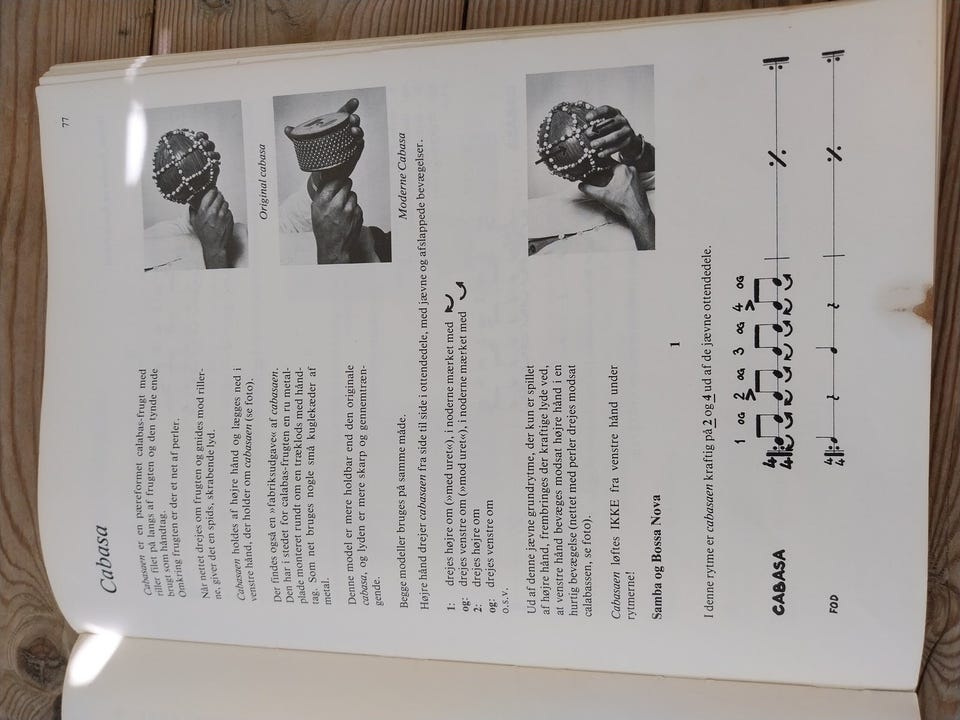 77
Cabasa
Cabasaen er en pæreformet calabas-frugt med
riller filet på langs af frugten og den tynde ende
brugt som håndtag.
Omkring frugten er der et net af perler.
Når nettet drejes om frugten og gnides mod riller-
ne, giver det en spids, skrabende lyd.
Cabasaen holdes af højre hånd og lægges ned i
venstre hånd, der holder om cabasaen (se foto).
Der findes også en »fabriksudgave« af cabasaen.
Den har i stedet for calabas-frugten en ru metal-
plade monteret rundt om en træklods med hånd-
tag. Som net bruges nogle små kuglekæder af
metal.
Denne model er mere holdbar end den originale
cabasa, og lyden er mere skarp og gennemtræn-
gende.
Original cabasa
Moderne Cabasa
Begge modeller bruges på samme måde.
Højre hånd drejer cabasaen fra side til side i ottendedele, med jævne og afslappede bevægelser.
1: drejes højre om (»med uret«), i noderne mærket med
og: drejes venstre om (»mod uret«), i noderne mærket med
2: drejes højre om
og: drejes venstre om
o.s.v.
Ud af denne jævne grundrytme, der kun er spillet
af højre hånd, frembringes der kraftige lyde ved,
at venstre hånd bevæges modsat højre hånd i en
hurtig bevægelse (nettet med perler drejes modsat
calabassen, se foto).
Cabasaen løftes IKKE fra venstre hånd under
rytmerne!
Samba og Bossa Nova
1
I denne rytme er cabasaen kraftig på 2 og 4 ud af de jævne ottendedele.
1 OG 2 OG 3 OG 4 OG
CABASA 4 4
FOD 4 4